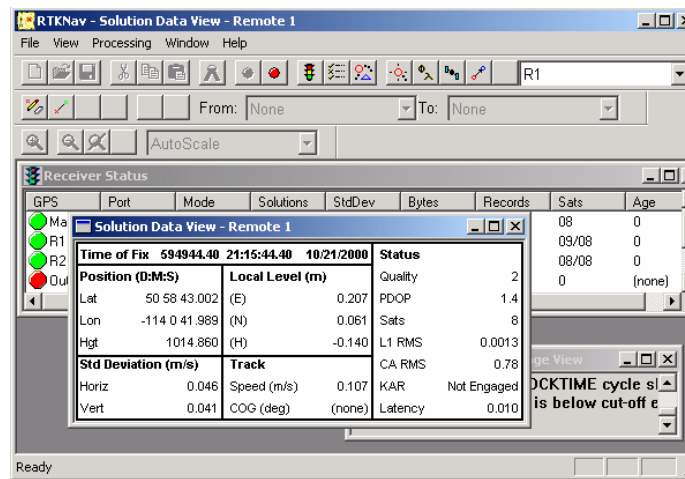 RTKNav - Solution Data View - Remote 1
File View Processing Window Help
R1
From: None To: None
AutoScale
Receiver Status
GPS Port Mode Solutions StdDev Bytes Records Sats Age
Ma 08 0
R1 09/08 0
R2 08/08 0
Out 0 (none)
Solution Data View - Remote 1
Time of Fix 594944.40 21:15:44.40 10/21/2000 Status
Position (D:M:S) Local Level (m) Quality 2
Lat 50 58 43.002 (E) 0.207 PDOP 1.4
Lon -114 0 41.989 (N) 0.061 Sats 8
Hgt 1014.860 (H) -0.140 L1 RMS 0.0013
Std Deviation (m/s) Track CA RMS 0.78
Horiz 0.046 Speed (m/s) 0.107 KAR Not Engaged
Vert 0.041 COG (deg) (none) Latency 0.010
ge View
OCKTIME cycle sl
is below cut-off e
Ready